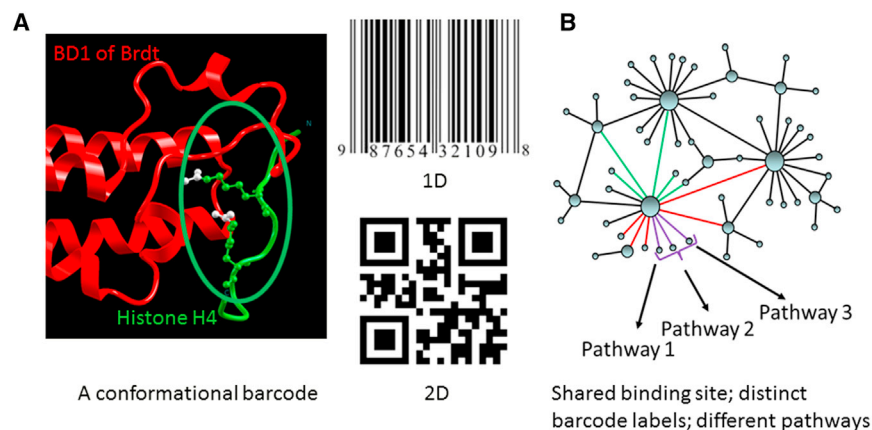 A
BD1 of Brdt
N
Histone H4
A conformational barcode
9 87654 32109 8
1D
2D
B
Pathway 1
Pathway 2
Pathway 3
Shared binding site; distinct
barcode labels; different pathways